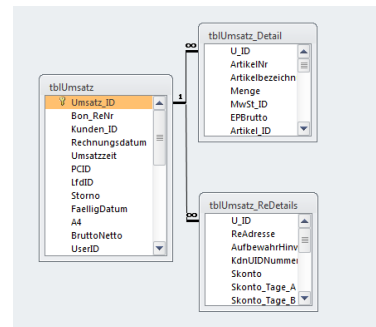 tblUmsatz_Detail
U_ID
ArtikelNr
Artikelbezeichn
Menge
MwSt_ID
EPBrutto
Artikel_ID
∞
1
∞
tblUmsatz
Umsatz_ID
Bon_ReNr
Kunden_ID
Rechnungsdatum
Umsatzzeit
PCID
LfdID
Storno
FaelligDatum
A4
BruttoNetto
UserID
tblUmsatz_ReDetails
U_ID
ReAdresse
AufbewahrHinv
KdnUIDNummer
Skonto
Skonto_Tage_A
Skonto_Tage_B